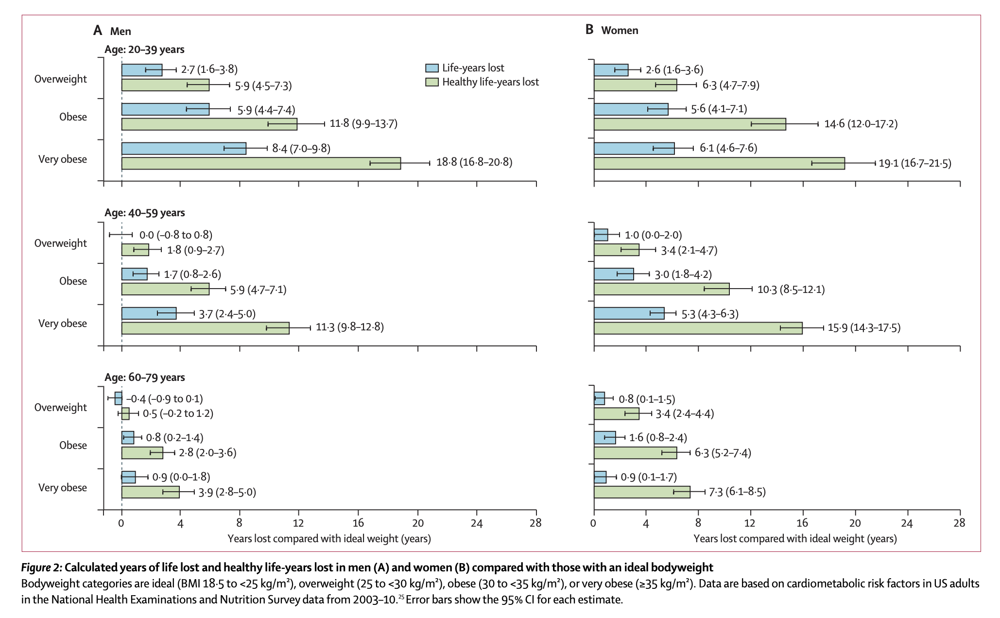 A Men
Age: 20–39 years
Life-years lost
Healthy life-years lost
Overweight
2·7 (1·6–3·8)
5·9 (4·5–7·3)
Obese
5·9 (4·4–7·4)
11·8 (9·9–13·7)
Very obese
8·4 (7·0–9·8)
18·8 (16·8–20·8)
Age: 40–59 years
Overweight
0·0 (–0·8 to 0·8)
1·8 (0·9–2·7)
Obese
1·7 (0·8–2·6)
5·9 (4·7–7·1)
Very obese
3·7 (2·4–5·0)
11·3 (9·8–12·8)
Age: 60–79 years
Overweight
–0·4 (–0·9 to 0·1)
0·5 (–0·2 to 1·2)
Obese
0·8 (0·2–1·4)
2·8 (2·0–3·6)
Very obese
0·9 (0·0–1·8)
3·9 (2·8–5·0)
0 4 8 12 16 20 24 28
Years lost compared with ideal weight (years)
B Women
2·6 (1·6–3·6)
6·3 (4·7–7·9)
5·6 (4·1–7·1)
14·6 (12·0–17·2)
6·1 (4·6–7·6)
19·1 (16·7–21·5)
1·0 (0·0–2·0)
3·4 (2·1–4·7)
3·0 (1·8–4·2)
10·3 (8·5–12·1)
5·3 (4·3–6·3)
15·9 (14·3–17·5)
0·8 (0·1–1·5)
3·4 (2·4–4·4)
1·6 (0·8–2·4)
6·3 (5·2–7·4)
0·9 (0·1–1·7)
7·3 (6·1–8·5)
0 4 8 12 16 20 24 28
Years lost compared with ideal weight (years)
Figure 2: Calculated years of life lost and healthy life-years lost in men (A) and women (B) compared with those with an ideal bodyweight
Bodyweight categories are ideal (BMI 18·5 to <25 kg/m²), overweight (25 to <30 kg/m²), obese (30 to <35 kg/m²), or very obese (≥35 kg/m²). Data are based on cardiometabolic risk factors in US adults
in the National Health Examinations and Nutrition Survey data from 2003–10.²⁵ Error bars show the 95% CI for each estimate.